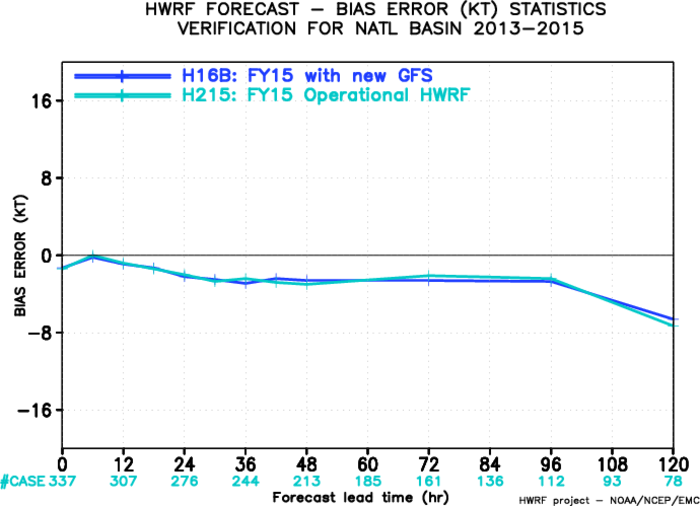 HWRF FORECAST – BIAS ERROR (KT) STATISTICS
VERIFICATION FOR NATL BASIN 2013–2015
H16B: FY15 with new GFS
H215: FY15 Operational HWRF
16
8
0
−8
−16
BIAS ERROR (KT)
0 12 24 36 48 60 72 84 96 108 120
#CASE 337 307 276 244 213 185 161 136 112 93 78
Forecast lead time (hr)
HWRF project – NOAA/NCEP/EMC